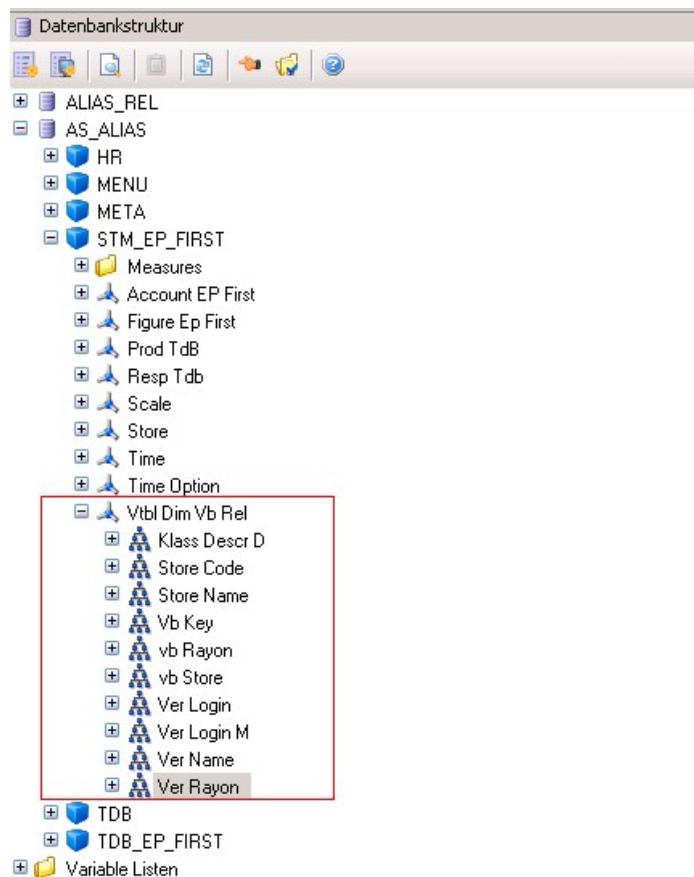 Datenbankstruktur
ALIAS_REL
AS_ALIAS
HR
MENU
META
STM_EP_FIRST
Measures
Account EP First
Figure Ep First
Prod TdB
Resp Tdb
Scale
Store
Time
Time Option
Vtbl Dim Vb Rel
Klass Descr D
Store Code
Store Name
Vb Key
vb Rayon
vb Store
Ver Login
Ver Login M
Ver Name
Ver Rayon
TDB
TDB_EP_FIRST
Variable Listen